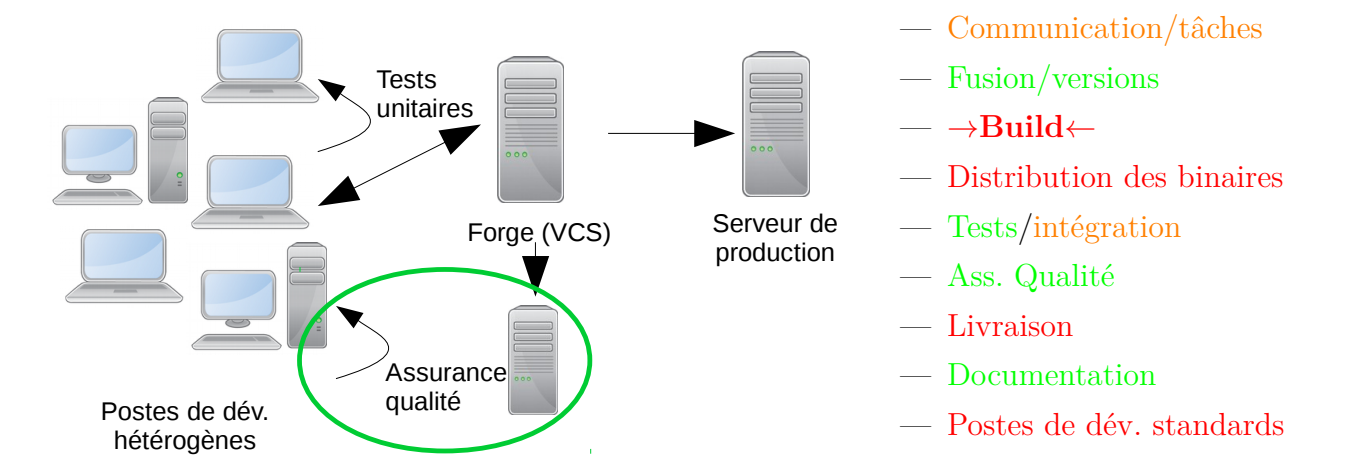 Tests
unitaires
Forge (VCS)
Serveur de
production
Assurance
qualité
Postes de dév.
hétérogènes
— Communication/tâches
— Fusion/versions
— →Build←
— Distribution des binaires
— Tests/intégration
— Ass. Qualité
— Livraison
— Documentation
— Postes de dév. standards